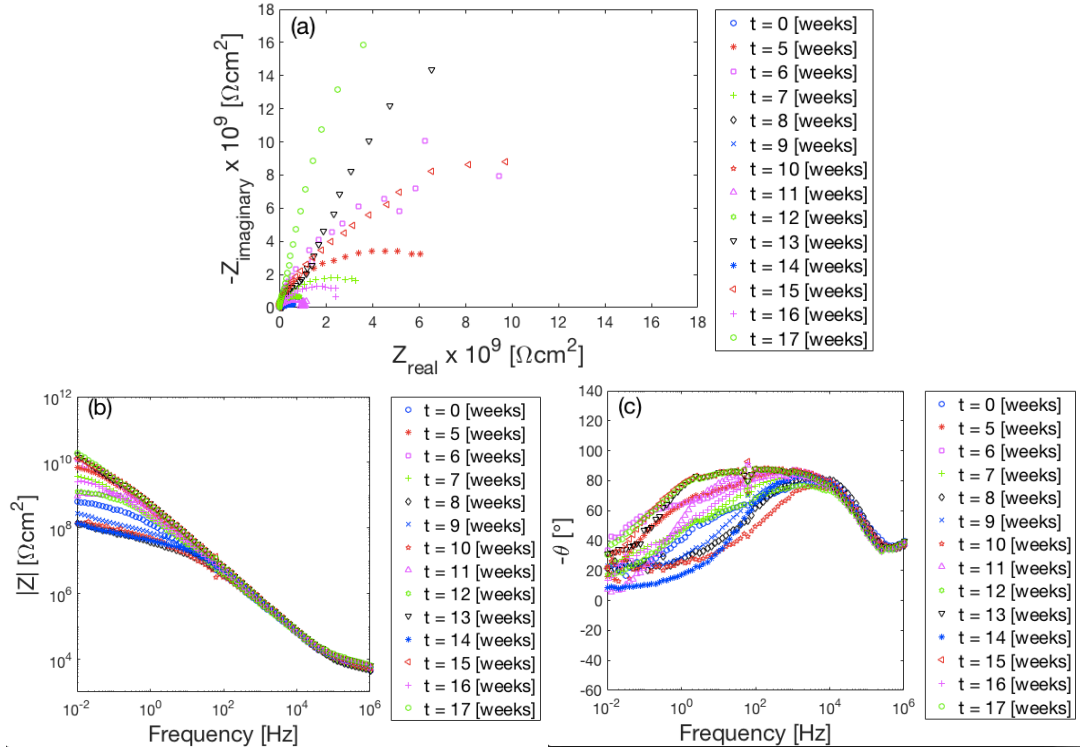 (a)
18
16
14
12
10
8
6
4
2
0
-Z_imaginary x 10^9 [Ωcm^2]
0 2 4 6 8 10 12 14 16 18
Z_real x 10^9 [Ωcm^2]
t = 0 [weeks]
t = 5 [weeks]
t = 6 [weeks]
t = 7 [weeks]
t = 8 [weeks]
t = 9 [weeks]
t = 10 [weeks]
t = 11 [weeks]
t = 12 [weeks]
t = 13 [weeks]
t = 14 [weeks]
t = 15 [weeks]
t = 16 [weeks]
t = 17 [weeks]
(b)
10^12
10^10
10^8
10^6
10^4
|Z| [Ωcm^2]
10^-2 10^0 10^2 10^4 10^6
Frequency [Hz]
t = 0 [weeks]
t = 5 [weeks]
t = 6 [weeks]
t = 7 [weeks]
t = 8 [weeks]
t = 9 [weeks]
t = 10 [weeks]
t = 11 [weeks]
t = 12 [weeks]
t = 13 [weeks]
t = 14 [weeks]
t = 15 [weeks]
t = 16 [weeks]
t = 17 [weeks]
(c)
140
120
100
80
60
40
20
0
-20
-40
-60
-θ [°]
10^-2 10^0 10^2 10^4 10^6
Frequency [Hz]
t = 0 [weeks]
t = 5 [weeks]
t = 6 [weeks]
t = 7 [weeks]
t = 8 [weeks]
t = 9 [weeks]
t = 10 [weeks]
t = 11 [weeks]
t = 12 [weeks]
t = 13 [weeks]
t = 14 [weeks]
t = 15 [weeks]
t = 16 [weeks]
t = 17 [weeks]